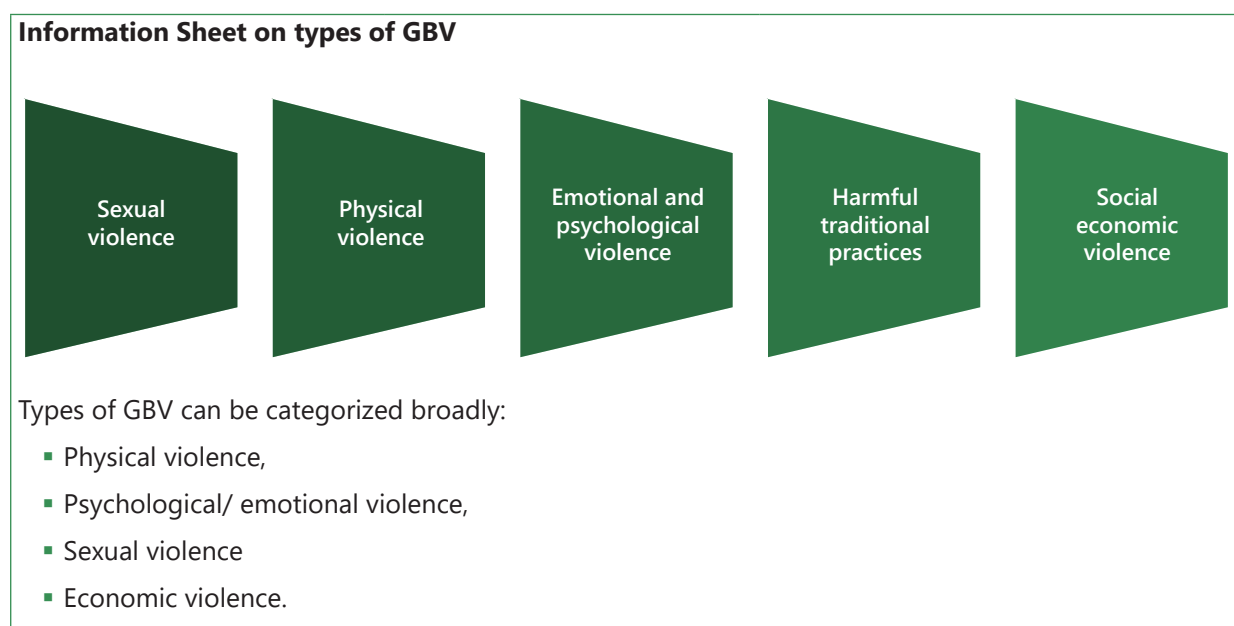 Information Sheet on types of GBV
Sexual
violence
Physical
violence
Emotional and
psychological
violence
Harmful
traditional
practices
Social
economic
violence
Types of GBV can be categorized broadly:
▪ Physical violence,
▪ Psychological/ emotional violence,
▪ Sexual violence
▪ Economic violence.